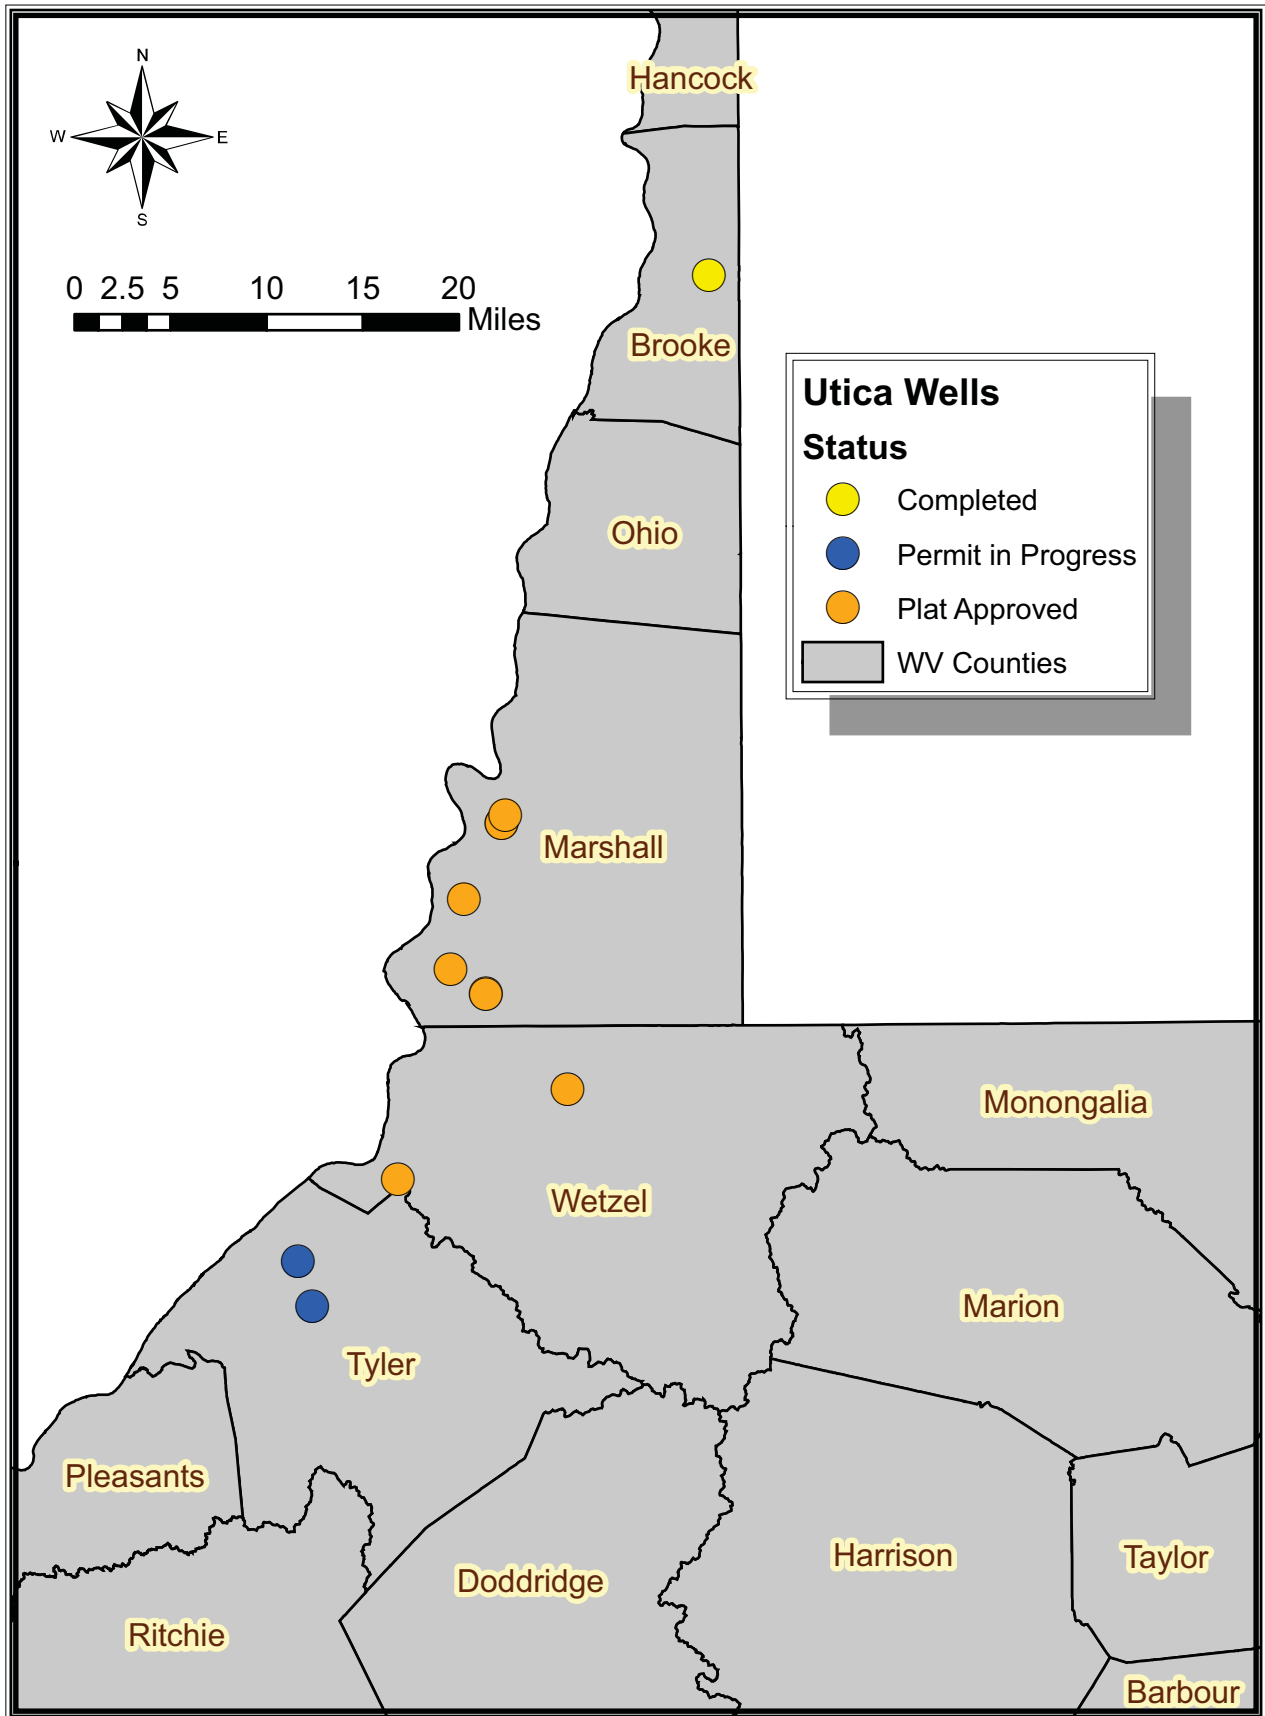 N
W E
S
0 2.5 5 10 15 20
Miles
Hancock
Brooke
Utica Wells
Status
Completed
Permit in Progress
Plat Approved
WV Counties
Ohio
Marshall
Monongalia
Wetzel
Marion
Tyler
Pleasants
Harrison
Taylor
Doddridge
Ritchie
Barbour